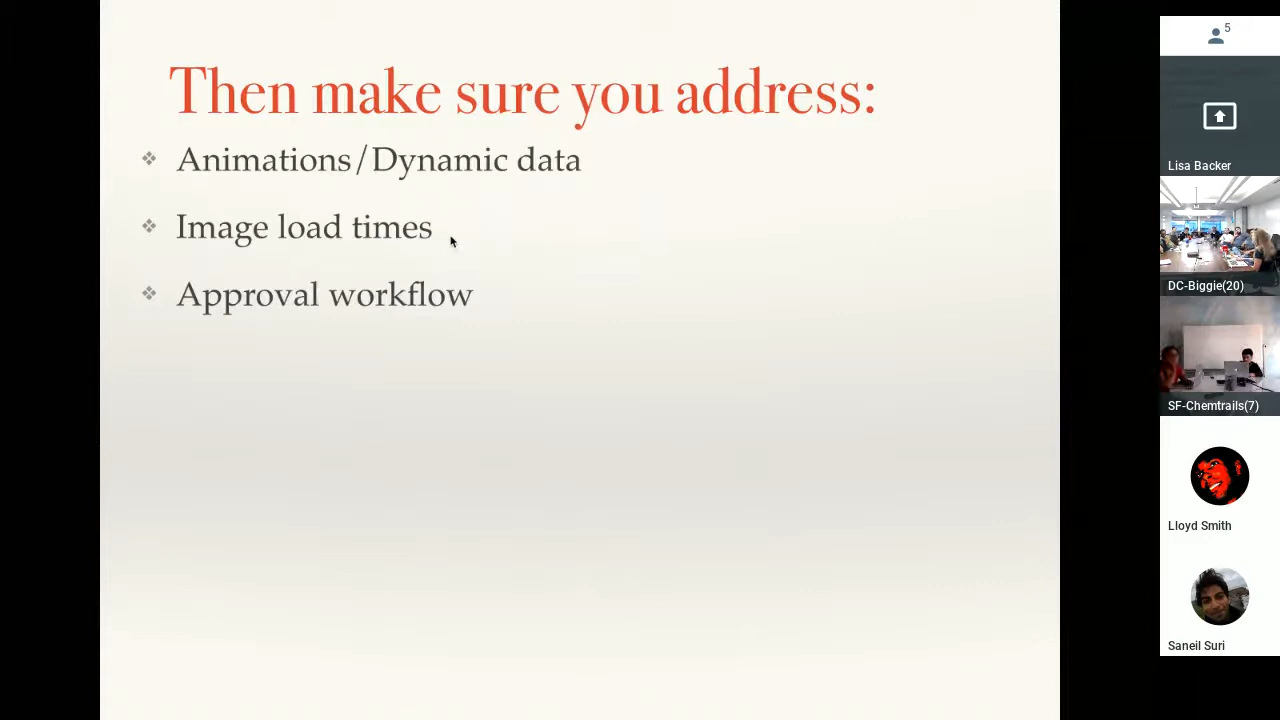 Then make sure you address:
Animations/Dynamic data
Image load times
Approval workflow
5
Lisa Backer
DC-Biggie(20)
SF-Chemtrails(7)
Lloyd Smith
Saneil Suri